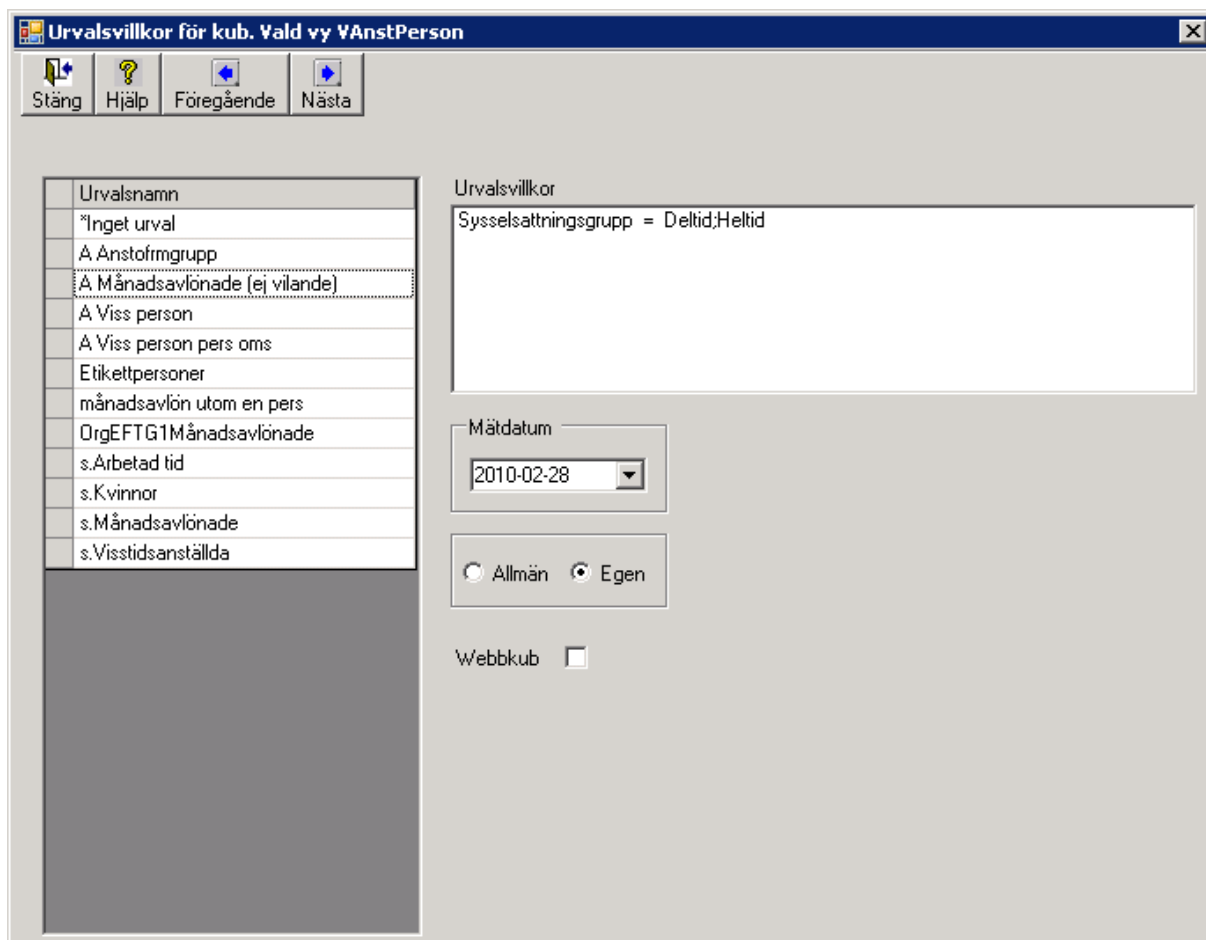 Urvalsvillkor för kub. Vald vy VAnstPerson
Stäng Hjälp Föregående Nästa
Urvalsnamn
*Inget urval
A Anstofrmgrupp
A Månadsavlönade (ej vilande)
A Viss person
A Viss person pers oms
Etikettpersoner
månadsavlön utom en pers
OrgEFTG1Månadsavlönade
s.Arbetad tid
s.Kvinnor
s.Månadsavlönade
s.Visstidsanställda
Urvalsvillkor
Sysselsattningsgrupp = Deltid;Heltid
Mätdatum
2010-02-28
Allmän Egen
Webbkub